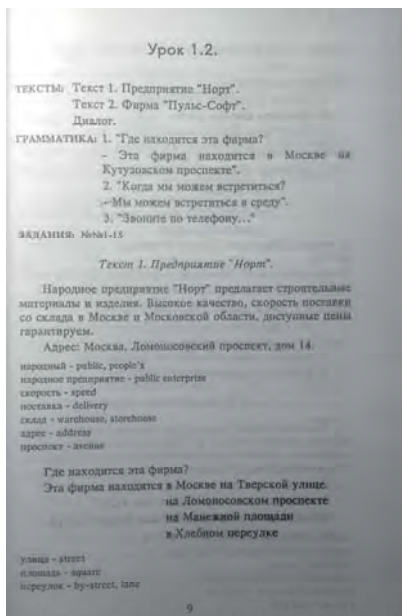 Урок 1.2.
ТЕКСТЫ: Текст 1. Предприятие "Норт".
Текст 2. Фирма "Пульс-Софт".
Диалог.
ГРАММАТИКА: 1. "Где находится эта фирма?
- Эта фирма находится в Москве на
Кутузовском проспекте".
2. "Когда мы можем встретиться?
-Мы можем встретиться в среду".
3. "Звоните по телефону..."
ЗАДАНИЯ: №№1-15
Текст 1. Предприятие "Норт".
Народное предприятие "Норт" предлагает строительные
материалы и изделия. Высокое качество, скорость поставки
со склада в Москве и Московской области, доступные цены
гарантируем.
Адрес: Москва, Ломоносовский проспект, дом 14.
народный - public, people's
народное предприятие - public enterprize
скорость - speed
поставка - delivery
склад - warehouse, storehouse
адрес - address
проспект - avenue
Где находится эта фирма?
Эта фирма находится в Москве на Тверской улице
на Ломоносовском проспекте
на Манежной площади
в Хлебном переулке
улица - street
площадь - square
переулок - by-street, lane
9